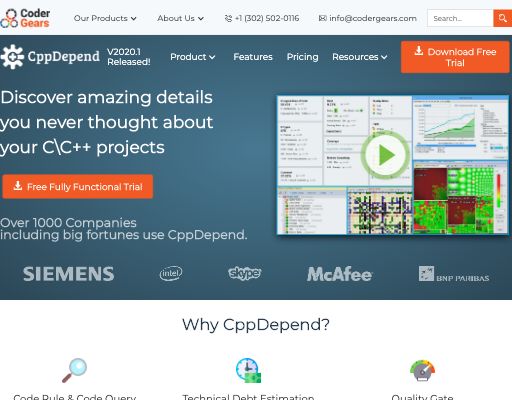 Coder
Gears
Our Products
About Us
+1 (302) 502-0116
info@codergears.com
Search...
CppDepend
V2020.1
Released!
Product
Features
Pricing
Resources
Download Free
Trial
Discover amazing details
you never thought about
your C\C++ projects
Free Fully Functional Trial
Over 1000 Companies
including big fortunes use CppDepend.
SIEMENS
intel
skype
McAfee
BNP PARIBAS
Why CppDepend?
Code Rule & Code Query
Technical Debt Estimation
Quality Gate